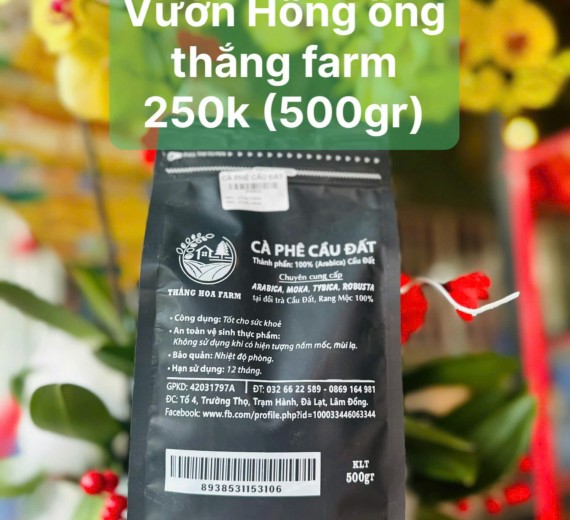 Vườn Hồng ông
thắng farm
250k (500gr)
CÀ PHÊ CẦU ĐẤT
THẮNG HOA FARM
CÀ PHÊ CẦU ĐẤT
Thành phần: 100% (Arabica) Cầu Đất
Chuyên cung cấp
ARABICA, MOKA, TYBICA, ROBUSTA
tại đồi trà Cầu Đất, Rang Mộc 100%
• Công dụng: Tốt cho sức khoẻ
• An toàn vệ sinh thực phẩm:
Không sử dụng khi có hiện tượng nấm mốc, mùi lạ.
• Bảo quản: Nhiệt độ phòng.
• Hạn sử dụng: 12 tháng.
GPKD: 42031797A | ĐT: 032 66 22 589 - 0869 164 981
ĐC: Tổ 4, Trường Thọ, Trạm Hành, Đà Lạt, Lâm Đồng.
Facebook: www.fb.com/profile.php?id=100033446063344
8938531153106
KLT
500gr